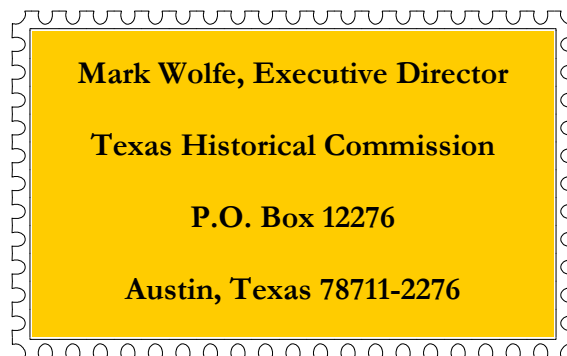 Mark Wolfe, Executive Director
Texas Historical Commission
P.O. Box 12276
Austin, Texas 78711-2276